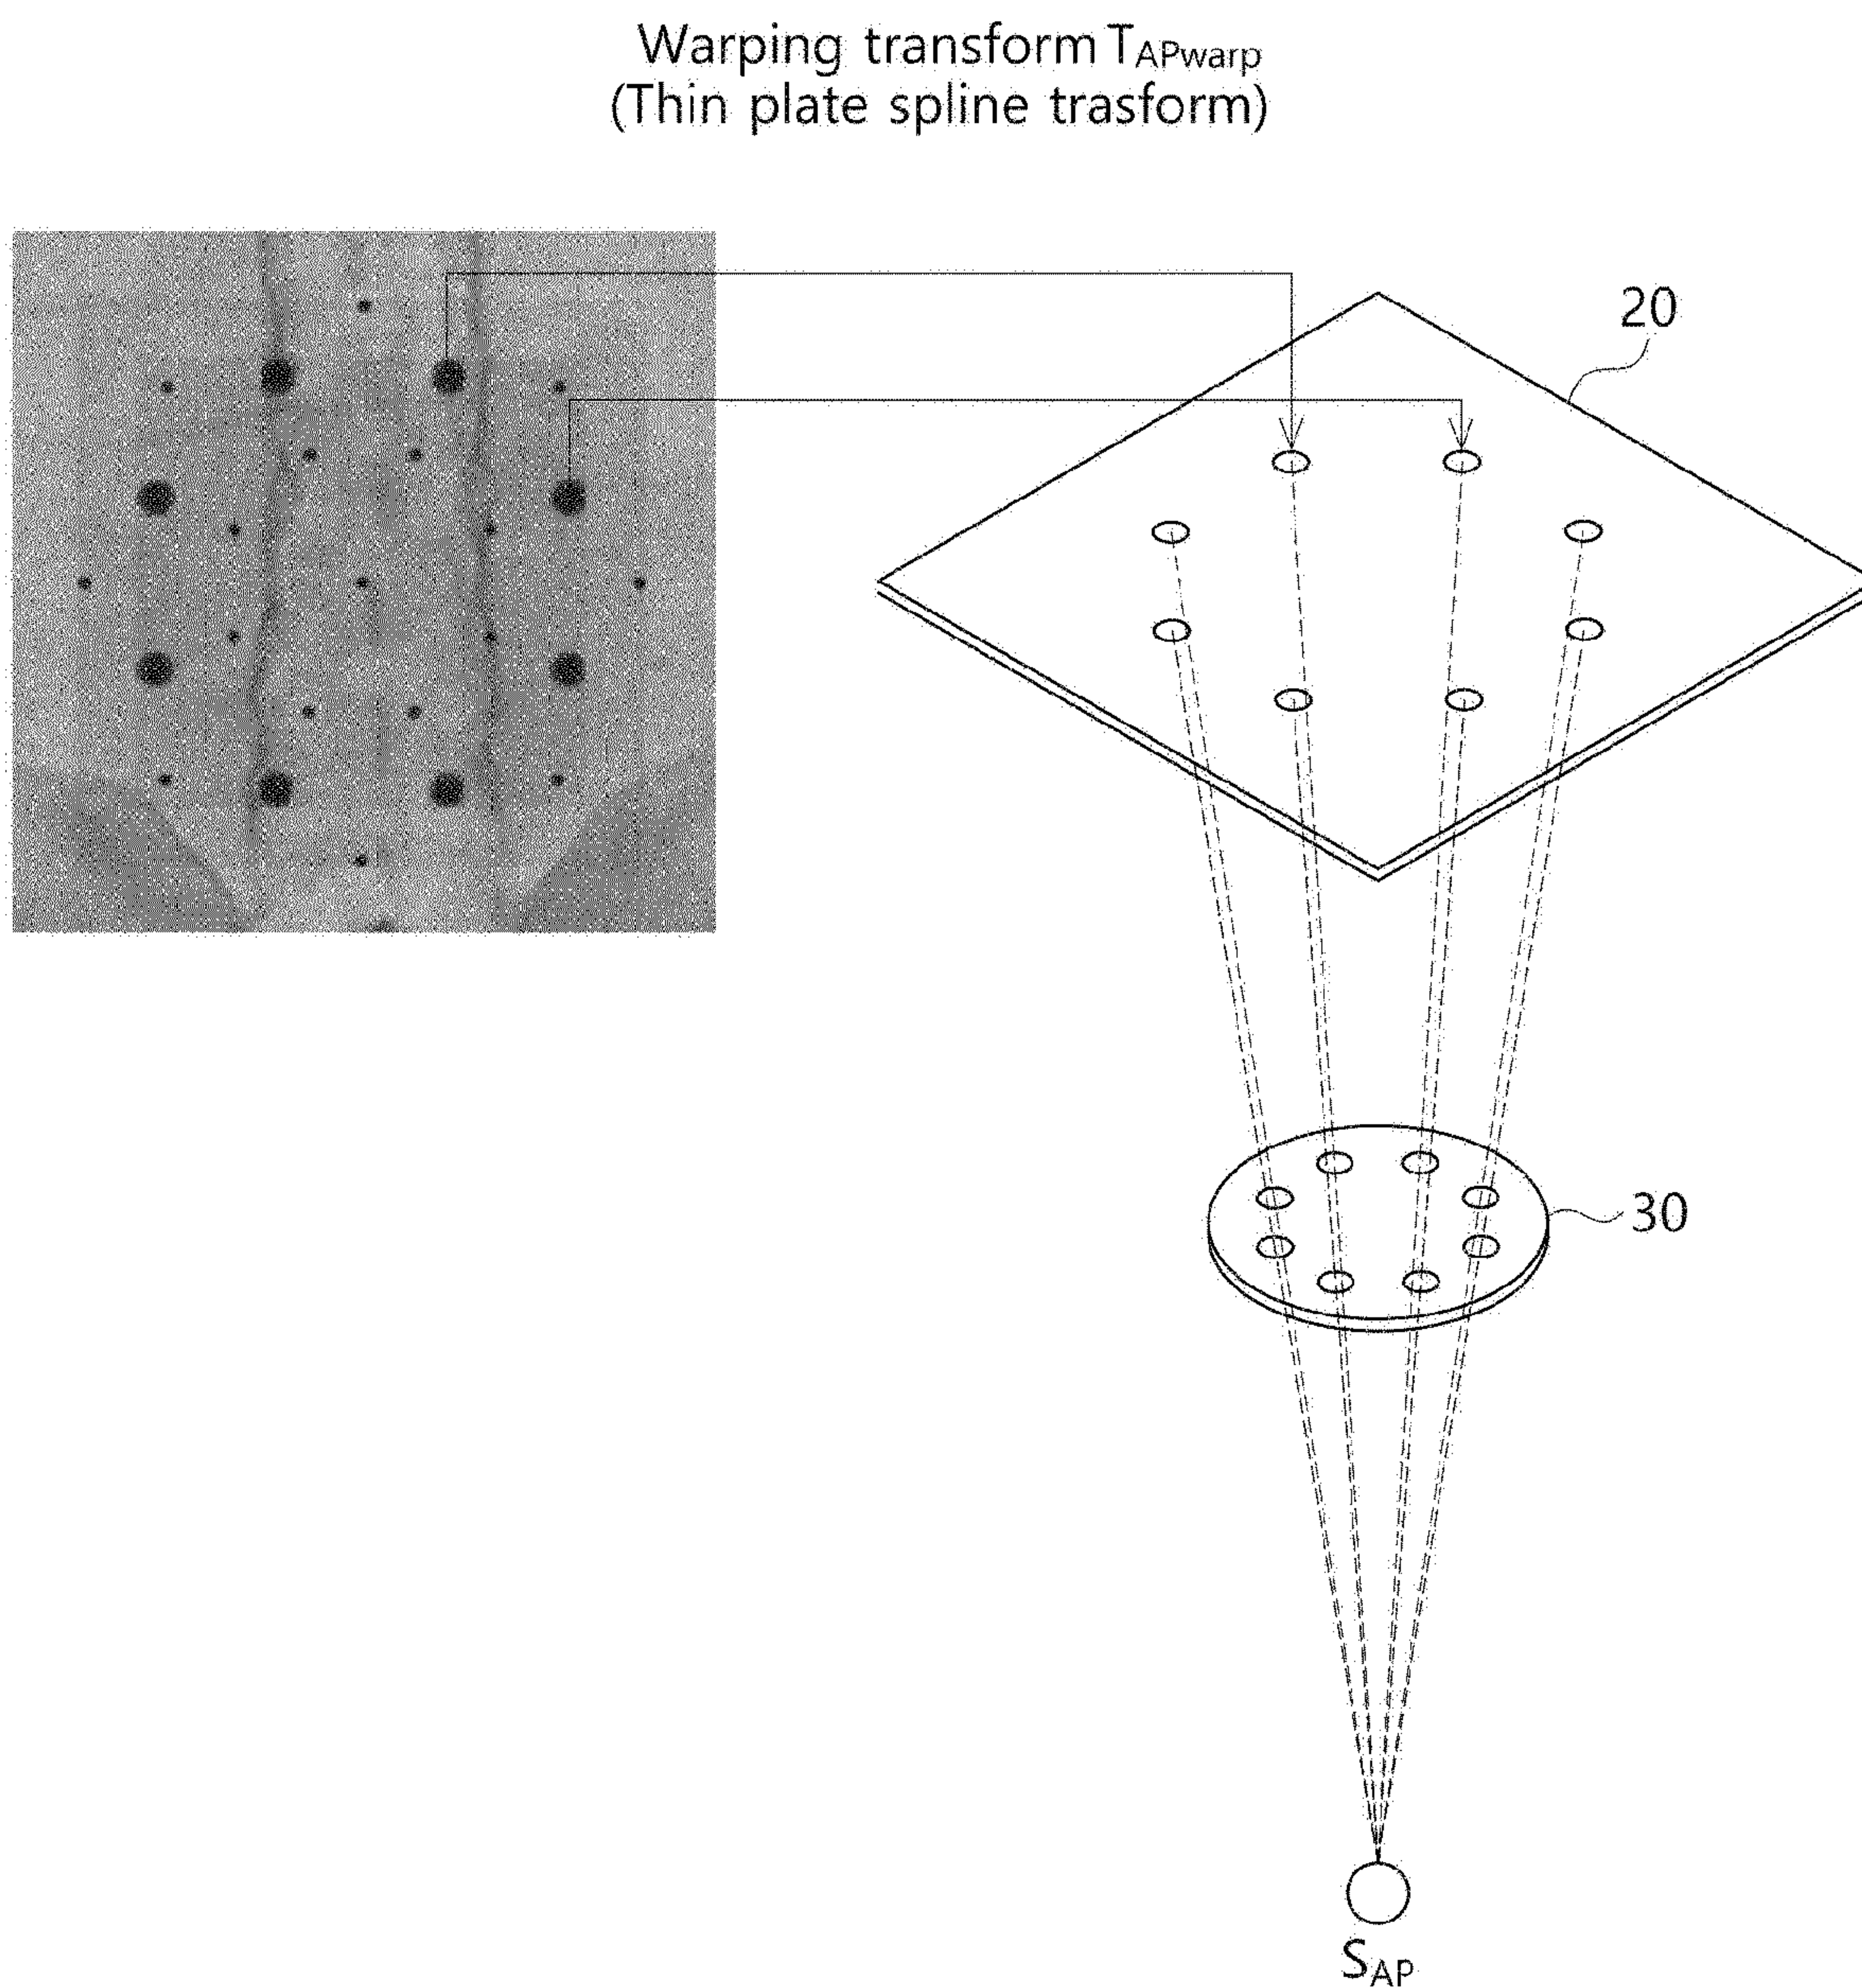 Warping transform TAPwarp
(Thin plate spline trasform)
20
30
SAP